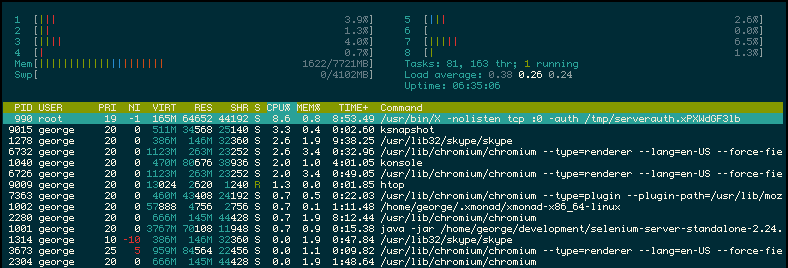 1 [||| 3.9%] 5 [||| 2.6%]
2 [|| 1.3%] 6 [ 0.0%]
3 [|||| 4.0%] 7 [||||| 6.5%]
4 [| 0.7%] 8 [| 1.3%]
Mem[||||||||||||||||||||| 1622/7721MB] Tasks: 81, 163 thr; 1 running
Swp[ 0/4102MB] Load average: 0.38 0.26 0.24
Uptime: 06:35:06
PID USER PRI NI VIRT RES SHR S CPU% MEM% TIME+ Command
990 root 19 -1 165M 64652 44192 S 8.6 0.8 8:53.49 /usr/bin/X -nolisten tcp :0 -auth /tmp/serverauth.xPXWdGF3lb
9015 george 20 0 511M 34568 25140 S 3.3 0.4 0:02.60 ksnapshot
1278 george 20 0 386M 146M 32360 S 2.6 1.9 9:38.25 /usr/lib32/skype/skype
6732 george 20 0 1123M 263M 23252 S 2.6 3.4 0:32.96 /usr/lib/chromium/chromium --type=renderer --lang=en-US --force-fie
1040 george 20 0 470M 80676 38936 S 2.0 1.0 4:01.05 konsole
6726 george 20 0 1123M 263M 23252 S 2.0 3.4 0:49.05 /usr/lib/chromium/chromium --type=renderer --lang=en-US --force-fie
9009 george 20 0 13024 2620 1240 R 1.3 0.0 0:01.85 htop
7363 george 20 0 460M 43408 24192 S 0.7 0.5 0:22.03 /usr/lib/chromium/chromium --type=plugin --plugin-path=/usr/lib/moz
1002 george 20 0 57808 4756 2756 S 0.7 0.1 1:11.48 /home/george/.xmonad/xmonad-x86_64-linux
2280 george 20 0 666M 145M 44428 S 0.7 1.9 8:12.44 /usr/lib/chromium/chromium
1001 george 20 0 3767M 70108 11948 S 0.7 0.9 0:15.38 java -jar /home/george/development/selenium-server-standalone-2.24.
1314 george 10 -10 386M 146M 32360 S 0.0 1.9 0:47.84 /usr/lib32/skype/skype
3673 george 25 5 959M 84564 22456 S 0.0 1.1 0:09.82 /usr/lib/chromium/chromium --type=renderer --lang=en-US --force-fie
2304 george 20 0 666M 145M 44428 S 0.0 1.9 1:48.64 /usr/lib/chromium/chromium